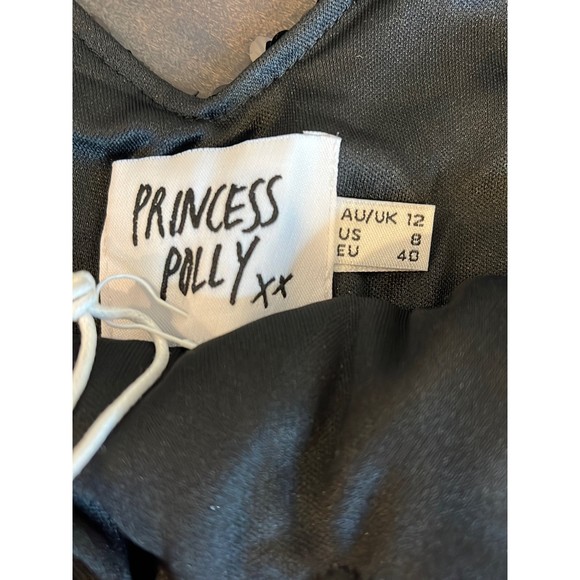 PRINCESS
POLLY xx
AU/UK 12
US 8
EU 40